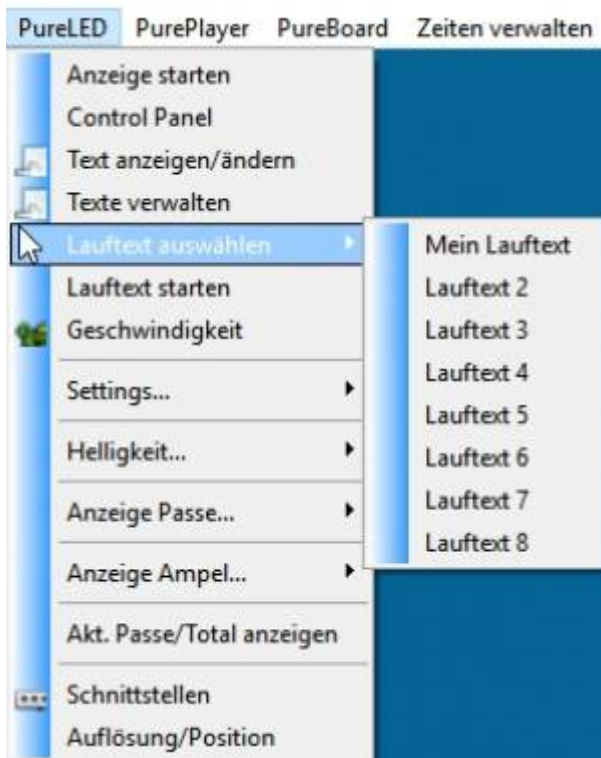 PureLED PurePlayer PureBoard Zeiten verwalten
Anzeige starten
Control Panel
Text anzeigen/ändern
Texte verwalten
Lauftext auswählen
Lauftext starten
Geschwindigkeit
Settings...
Helligkeit...
Anzeige Passe...
Anzeige Ampel...
Akt. Passe/Total anzeigen
Schnittstellen
Auflösung/Position
Mein Lauftext
Lauftext 2
Lauftext 3
Lauftext 4
Lauftext 5
Lauftext 6
Lauftext 7
Lauftext 8